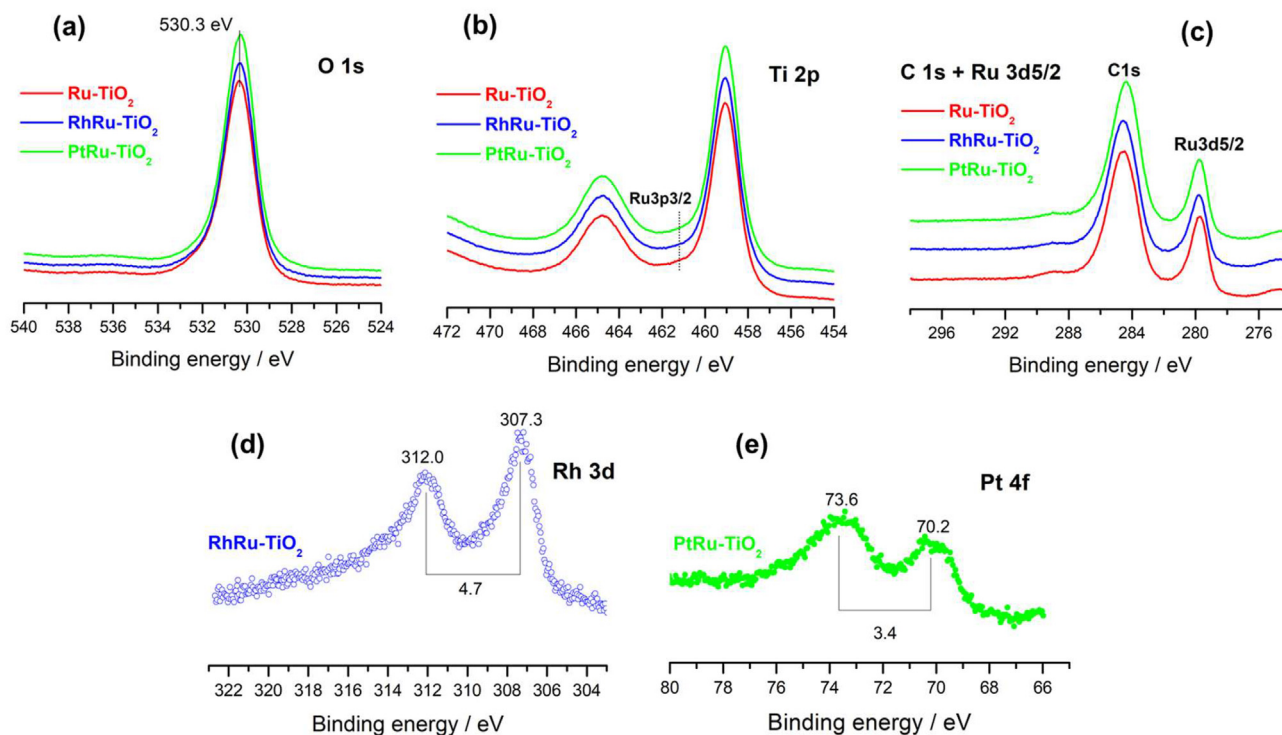 (a)
530.3 eV
O 1s
Ru-TiO₂
RhRu-TiO₂
PtRu-TiO₂
540 538 536 534 532 530 528 526 524
Binding energy / eV
(b)
Ti 2p
Ru-TiO₂
RhRu-TiO₂
PtRu-TiO₂
Ru3p3/2
472 470 468 466 464 462 460 458 456 454
Binding energy / eV
(c)
C 1s + Ru 3d5/2
C1s
Ru-TiO₂
RhRu-TiO₂
PtRu-TiO₂
Ru3d5/2
296 292 288 284 280 276
Binding energy / eV
(d)
307.3
312.0
Rh 3d
RhRu-TiO₂
4.7
322 320 318 316 314 312 310 308 306 304
Binding energy / eV
(e)
Pt 4f
73.6
70.2
PtRu-TiO₂
3.4
80 78 76 74 72 70 68 66
Binding energy / eV